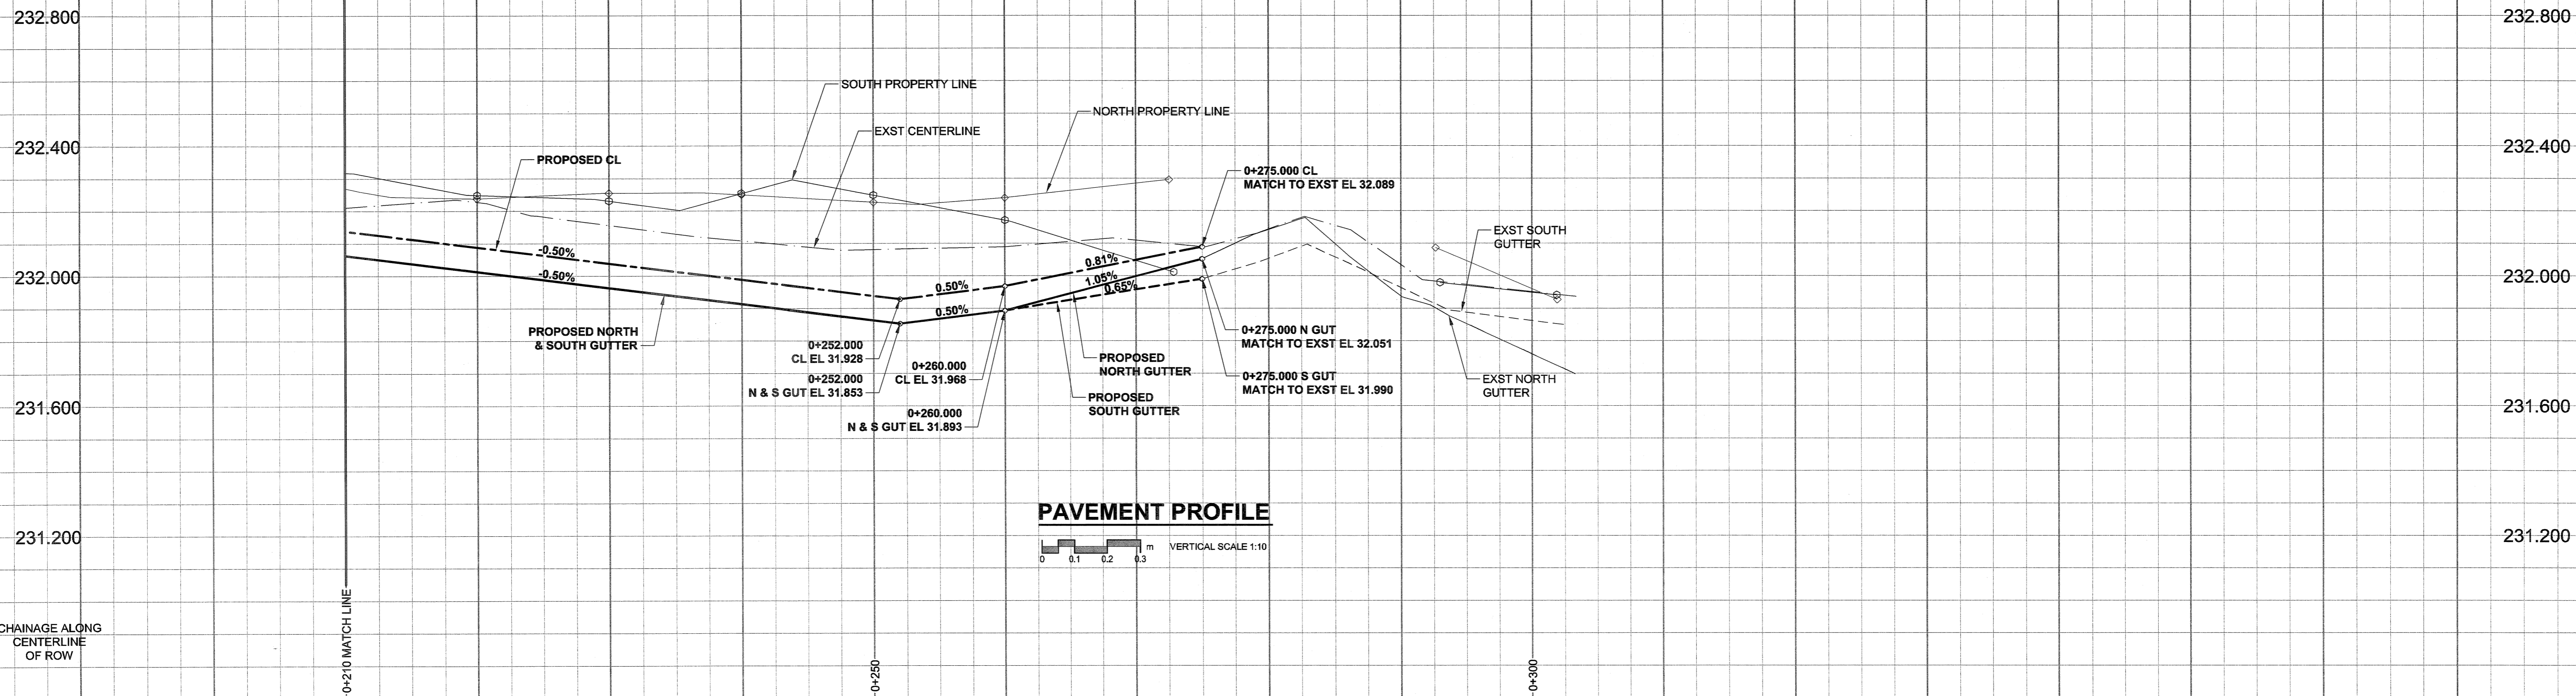 232.800
232.800
SOUTH PROPERTY LINE
NORTH PROPERTY LINE
EXST CENTERLINE
232.400
232.400
PROPOSED CL
0+275.000 CL
MATCH TO EXST EL 32.089
EXST SOUTH
GUTTER
-0.50%
0.81%
232.000
-0.50%
0.50%
1.05%
0.65%
232.000
0.50%
PROPOSED NORTH
& SOUTH GUTTER
0+252.000
CL EL 31.928
0+275.000 N GUT
MATCH TO EXST EL 32.051
PROPOSED
NORTH GUTTER
0+260.000
CL EL 31.968
0+252.000
N & S GUT EL 31.853
0+275.000 S GUT
MATCH TO EXST EL 31.990
EXST NORTH
GUTTER
PROPOSED
SOUTH GUTTER
231.600
231.600
0+260.000
N & S GUT EL 31.893
PAVEMENT PROFILE
231.200
231.200
m VERTICAL SCALE 1:10
0 0.1 0.2 0.3
CHAINAGE ALONG
CENTERLINE
OF ROW
0+210 MATCH LINE
0+250
0+300